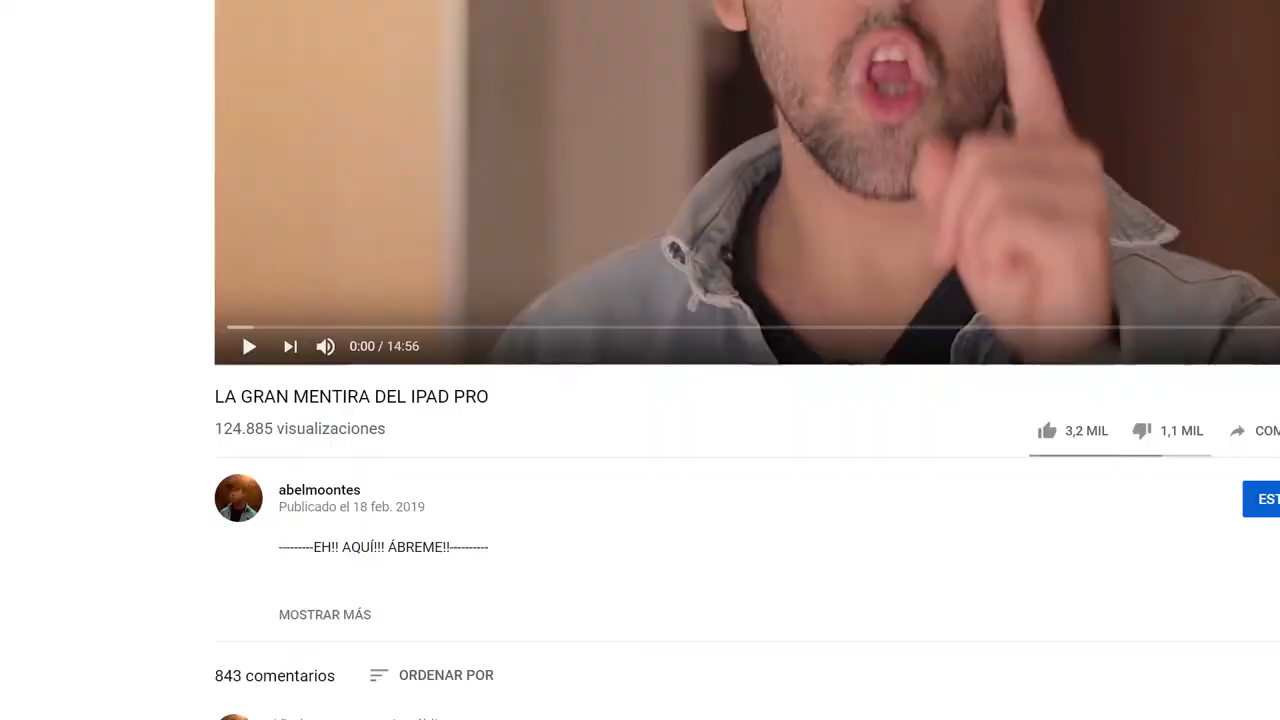 0:00 / 14:56
LA GRAN MENTIRA DEL IPAD PRO
124.885 visualizaciones
3,2 MIL
1,1 MIL
abelmoontes
Publicado el 18 feb. 2019
---------EH!! AQUÍ!!! ÁBREME!!----------
MOSTRAR MÁS
843 comentarios
ORDENAR POR